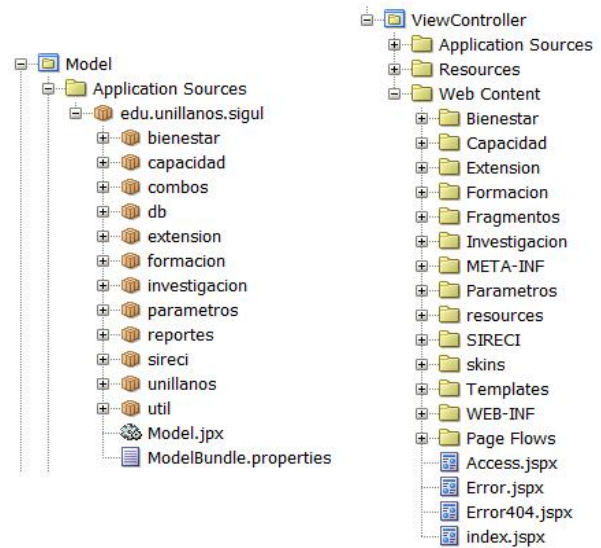 Model
Application Sources
edu.unillanos.sigul
bienestar
capacidad
combos
db
extension
formacion
investigacion
parametros
reportes
sireci
unillanos
util
Model.jpx
ModelBundle.properties
ViewController
Application Sources
Resources
Web Content
Bienestar
Capacidad
Extension
Formacion
Fragmentos
Investigacion
META-INF
Parametros
resources
SIRECI
skins
Templates
WEB-INF
Page Flows
Access.jspx
Error.jspx
Error404.jspx
index.jspx